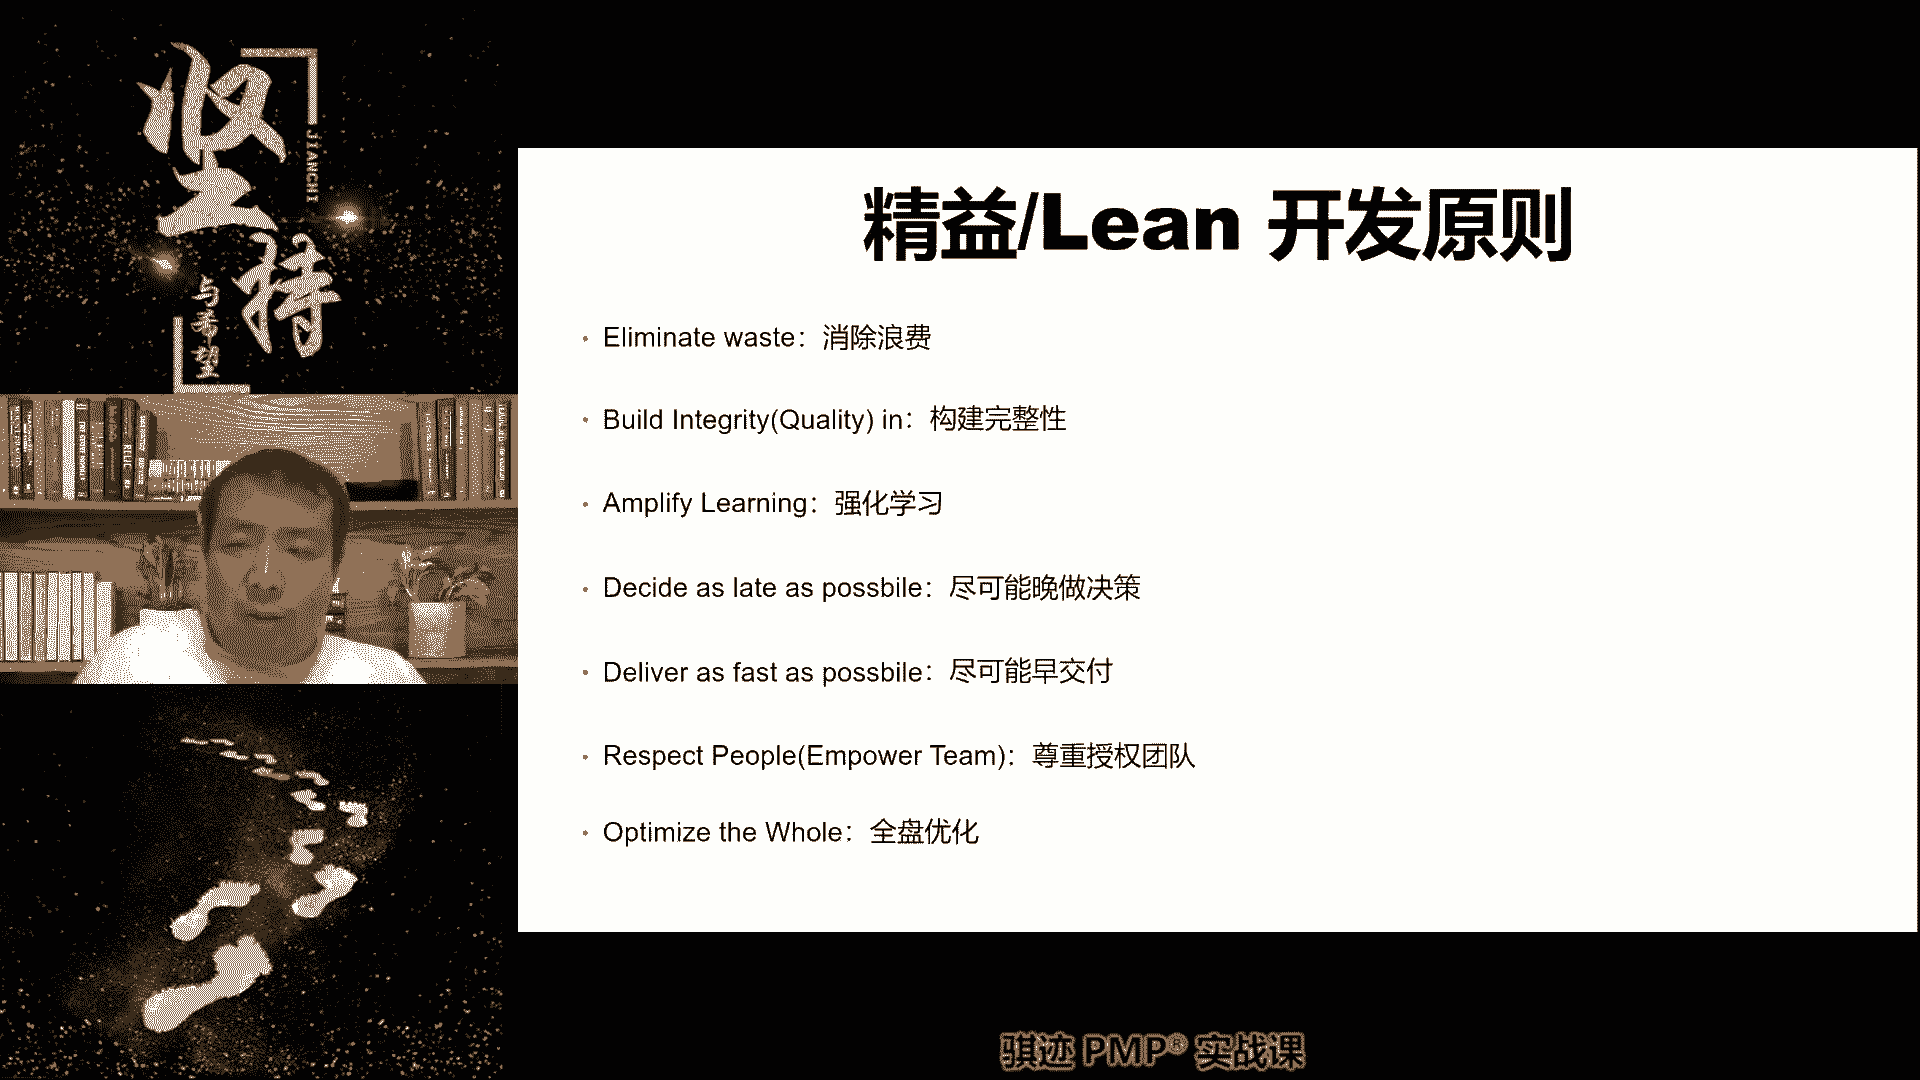 坚持
JIANCHI
与希望
精益/Lean 开发原则
• Eliminate waste：消除浪费
• Build Integrity(Quality) in：构建完整性
• Amplify Learning：强化学习
• Decide as late as possbile：尽可能晚做决策
• Deliver as fast as possbile：尽可能早交付
• Respect People(Empower Team)：尊重授权团队
• Optimize the Whole：全盘优化
骐迹 PMP® 实战课